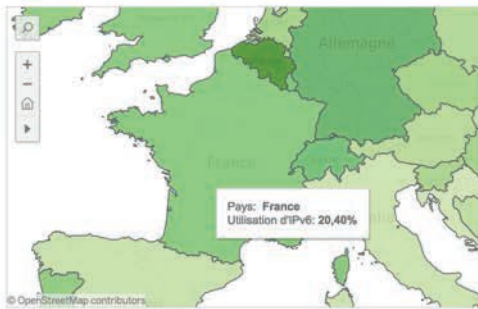 Allemagne
France
Pays: France
Utilisation d'IPv6: 20,40%
© OpenStreetMap contributors